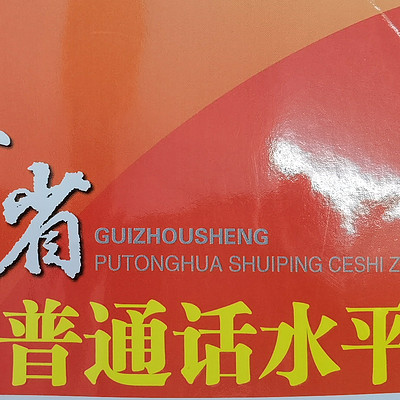 省
GUIZHOUSHENG
PUTONGHUA SHUIPING CESHI Z
普通话水平